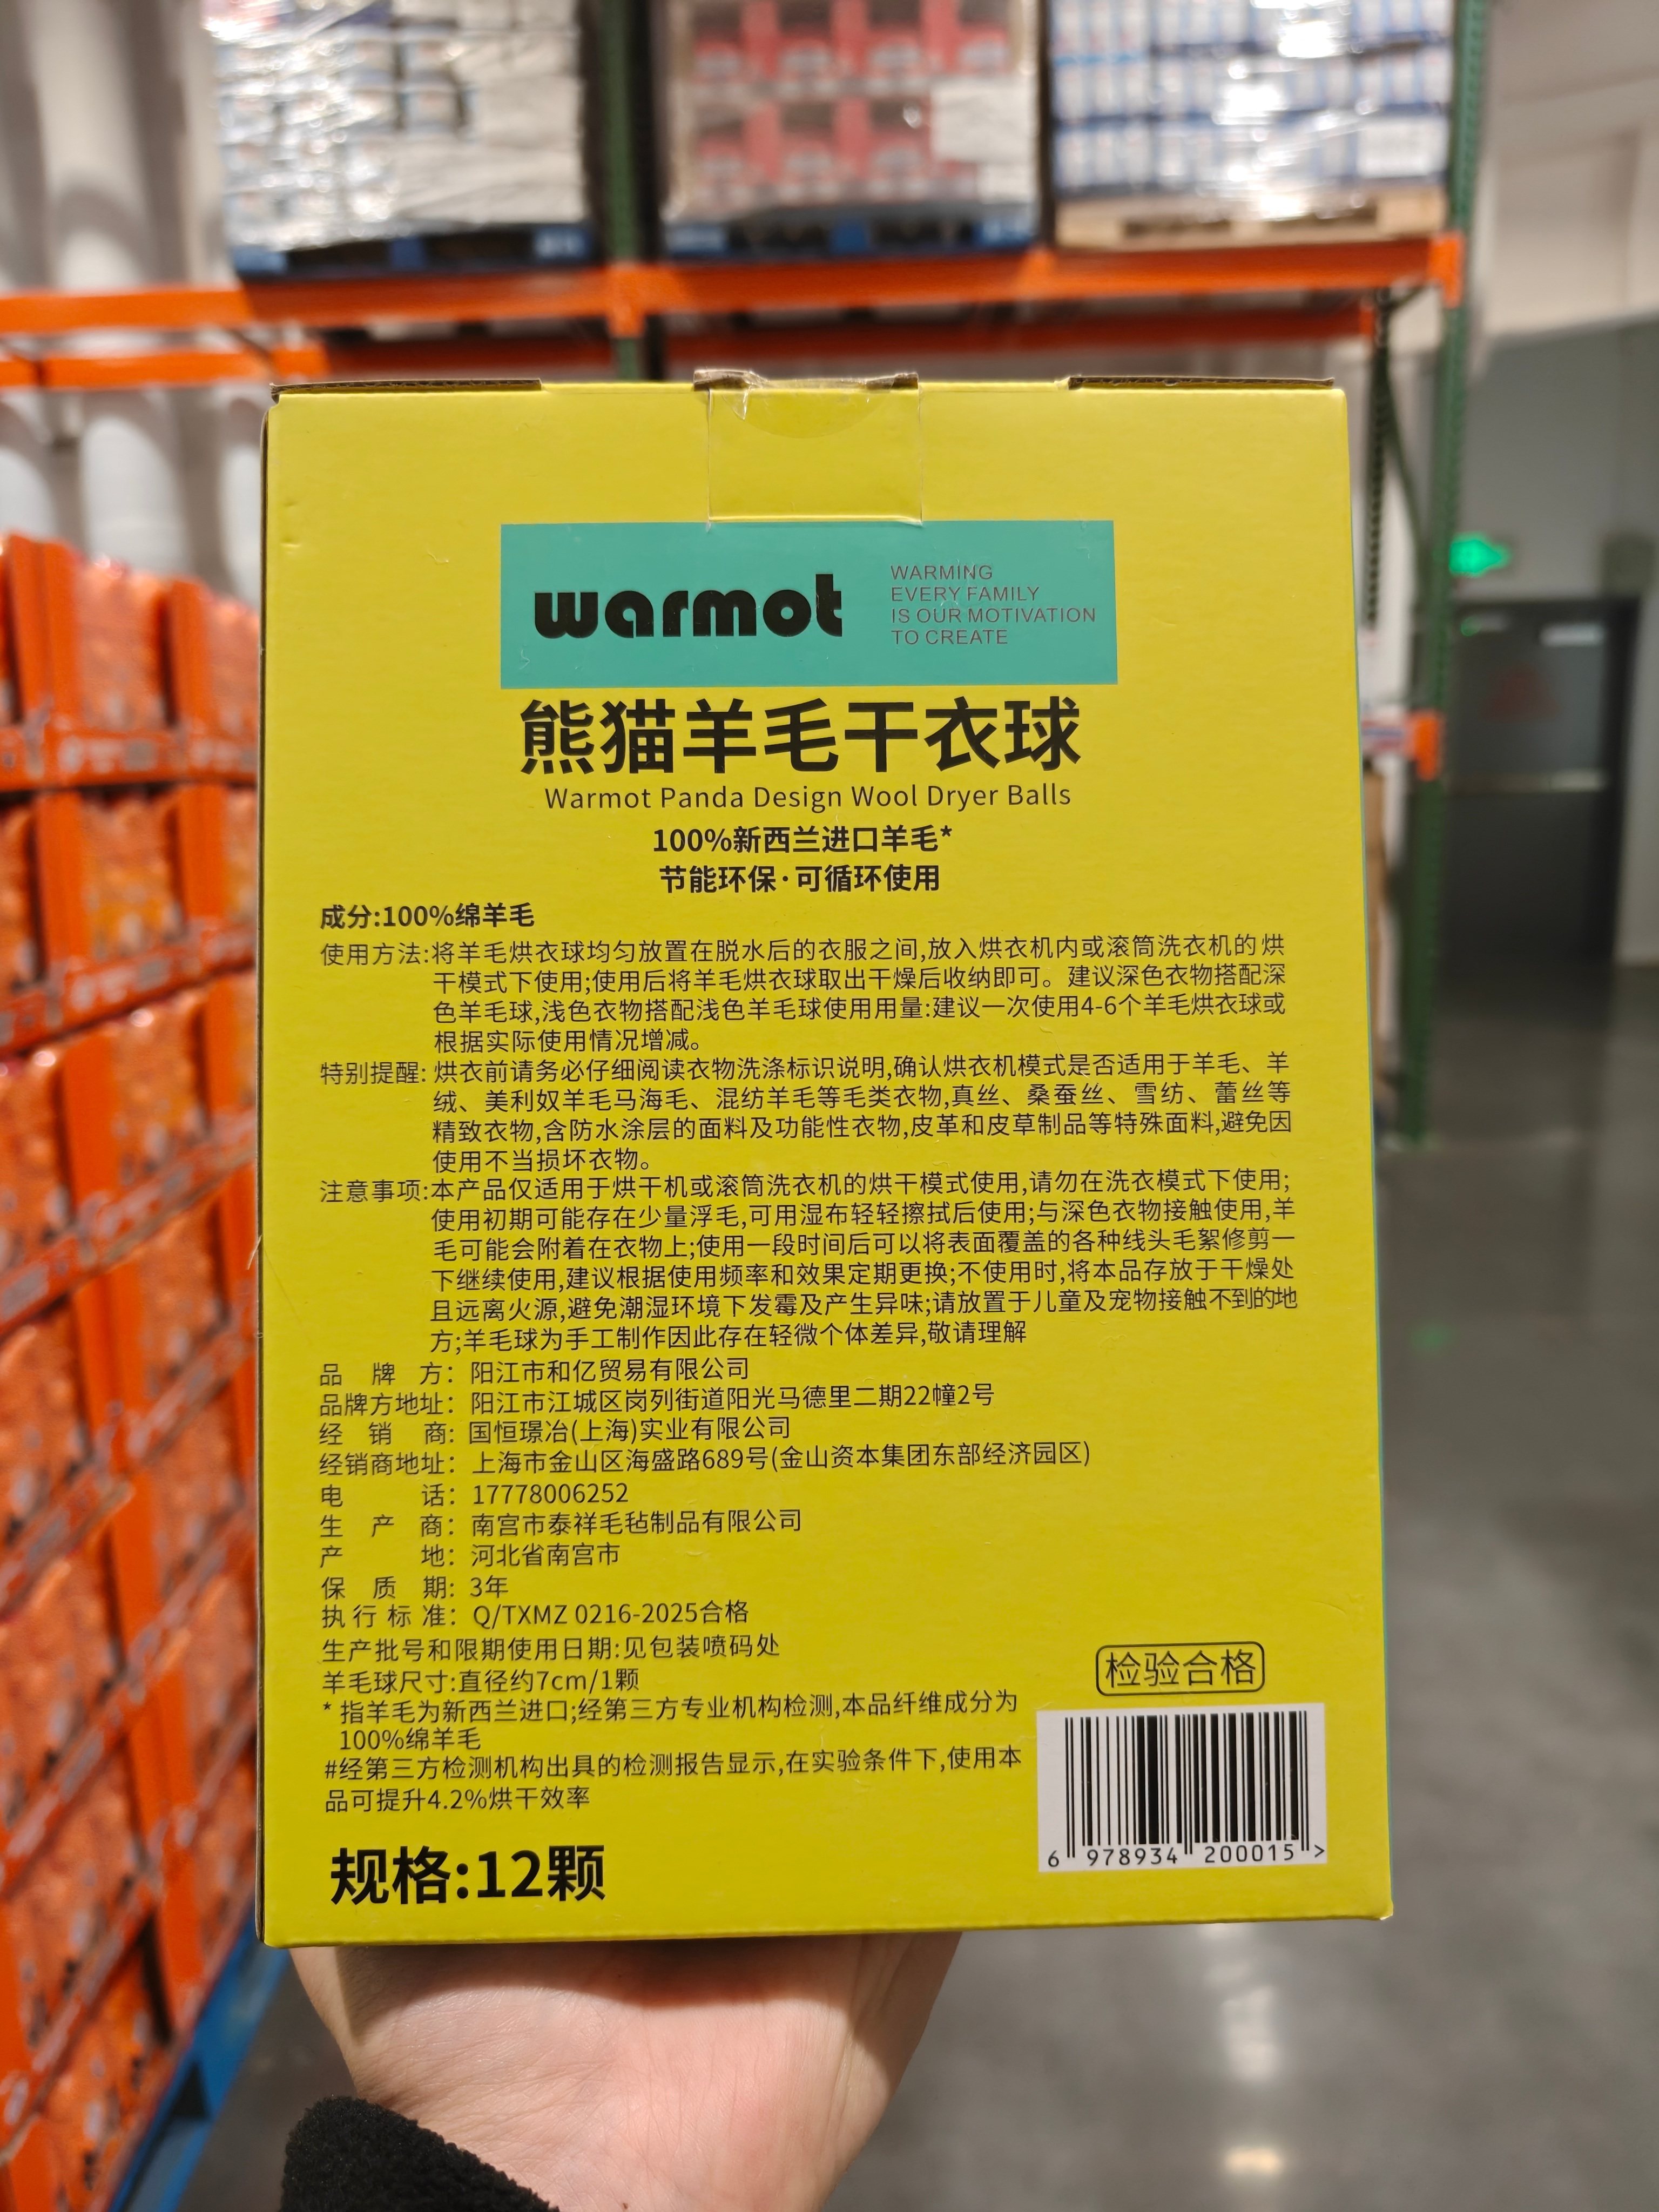 warmot
WARMING
EVERY FAMILY
IS OUR MOTIVATION
TO CREATE
熊猫羊毛干衣球
Warmot Panda Design Wool Dryer Balls
100%新西兰进口羊毛*
节能环保·可循环使用
成分:100%绵羊毛
使用方法:将羊毛烘衣球均匀放置在脱水后的衣服之间,放入烘衣机内或滚筒洗衣机的烘
干模式下使用;使用后将羊毛烘衣球取出干燥后收纳即可。建议深色衣物搭配深
色羊毛球,浅色衣物搭配浅色羊毛球使用用量:建议一次使用4-6个羊毛烘衣球或
根据实际使用情况增减。
特别提醒:烘衣前请务必仔细阅读衣物洗涤标识说明,确认烘衣机模式是否适用于羊毛、羊
绒、美利奴羊毛马海毛、混纺羊毛等毛类衣物,真丝、桑蚕丝、雪纺、蕾丝等
精致衣物,含防水涂层的面料及功能性衣物,皮革和皮草制品等特殊面料,避免因
使用不当损坏衣物。
注意事项:本产品仅适用于烘干机或滚筒洗衣机的烘干模式使用,请勿在洗衣模式下使用;
使用初期可能存在少量浮毛,可用湿布轻轻擦拭后使用;与深色衣物接触使用,羊
毛可能会附着在衣物上;使用一段时间后可以将表面覆盖的各种线头毛絮修剪一
下继续使用,建议根据使用频率和效果定期更换;不使用时,将本品存放于干燥处
且远离火源,避免潮湿环境下发霉及产生异味;请放置于儿童及宠物接触不到的地
方;羊毛球为手工制作因此存在轻微个体差异,敬请理解
品牌方：阳江市和亿贸易有限公司
品牌方地址：阳江市江城区岗列街道阳光马德里二期22幢2号
经销商：国恒璟冶(上海)实业有限公司
经销商地址：上海市金山区海盛路689号(金山资本集团东部经济园区)
电话：17778006252
生产商：南宫市泰祥毛毡制品有限公司
产地：河北省南宫市
保质期：3年
执行标准：Q/TXMZ 0216-2025合格
生产批号和限期使用日期:见包装喷码处
羊毛球尺寸:直径约7cm/1颗
* 指羊毛为新西兰进口;经第三方专业机构检测,本品纤维成分为
100%绵羊毛
#经第三方检测机构出具的检测报告显示,在实验条件下,使用本
品可提升4.2%烘干效率
规格:12颗
检验合格
6 978934 200015 >